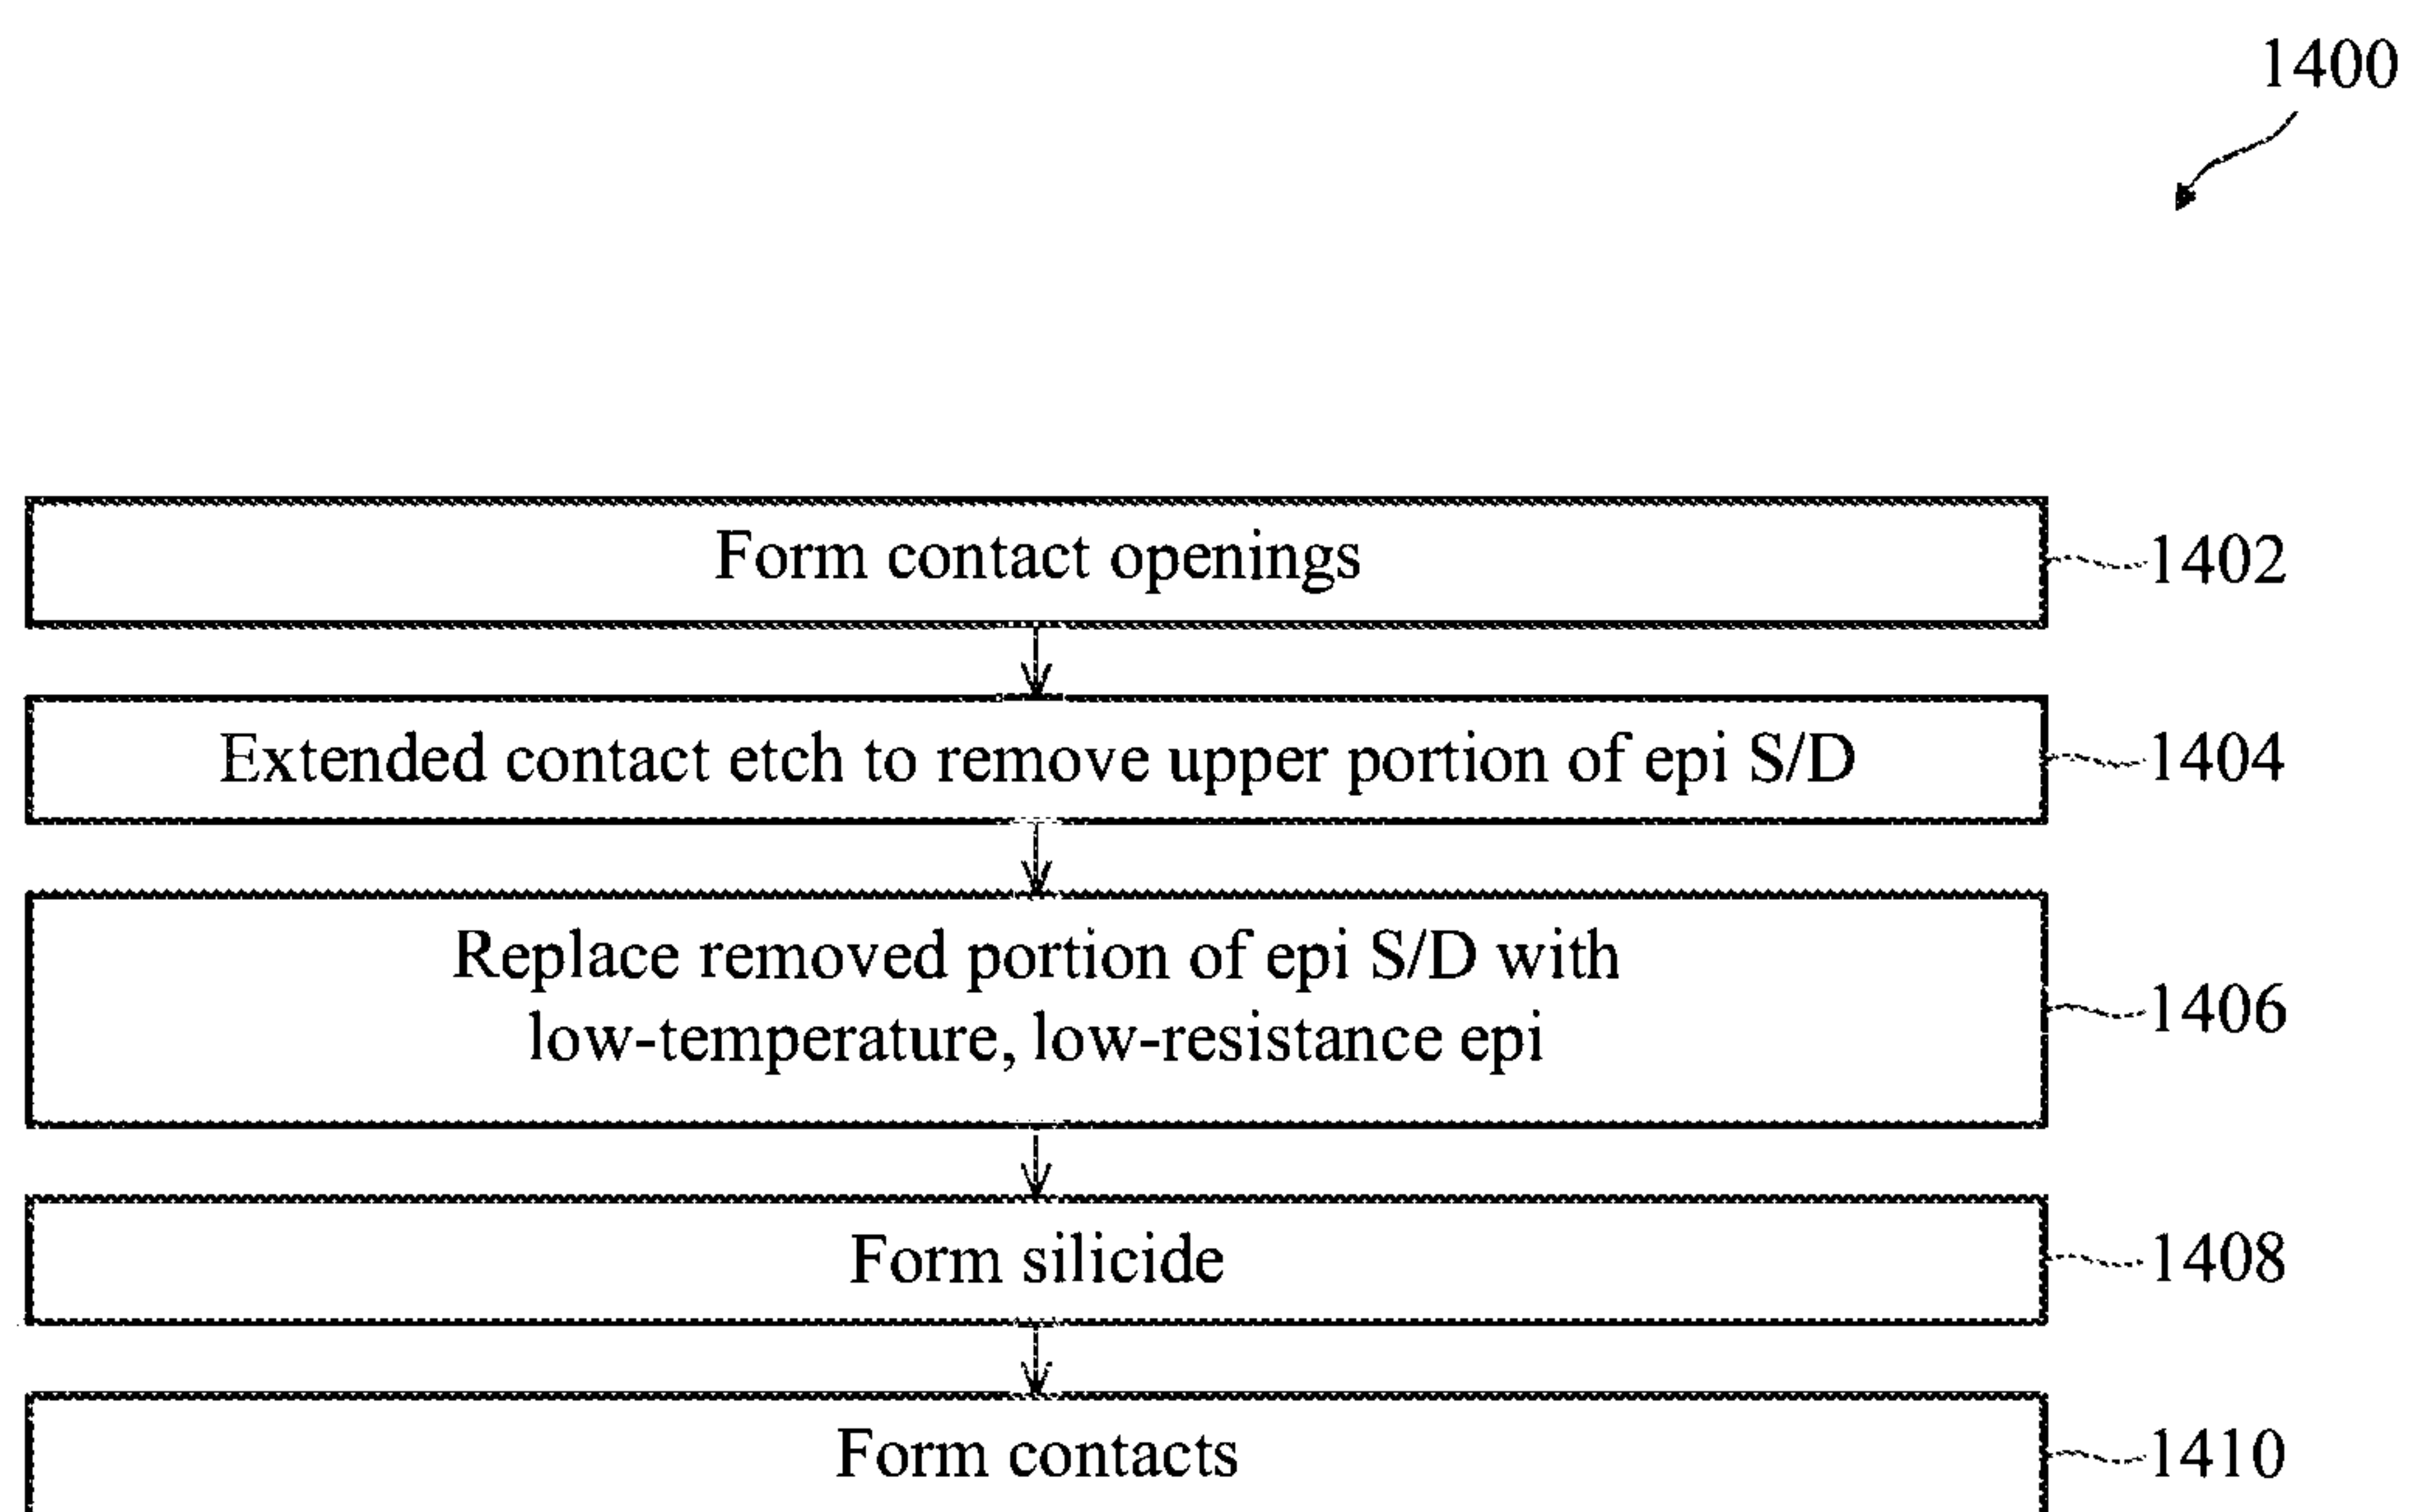 1400
Form contact openings
1402
Extended contact etch to remove upper portion of epi S/D
1404
Replace removed portion of epi S/D with
low-temperature, low-resistance epi
1406
Form silicide
1408
Form contacts
1410